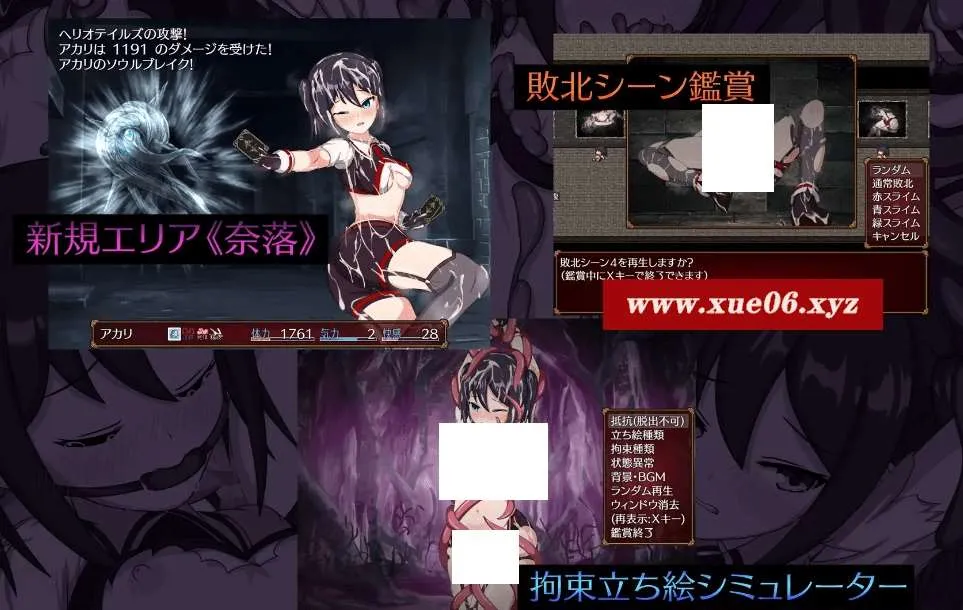 ヘリオテイルズの攻撃!
アカリは 1191 のダメージを受けた!
アカリのソウルブレイク!
新規エリア《奈落》
アカリ 体力 1761 気力 2 快感 28
敗北シーン鑑賞
ランダム
通常敗北
赤スライム
青スライム
緑スライム
キャンセル
敗北シーン4を再生しますか?
(鑑賞中にXキーで終了できます)
www.xue06.xyz
抵抗(脱出不可)
立ち絵種類
拘束種類
状態異常
背景・BGM
ランダム再生
ウィンドウ消去
(再表示:Xキー)
鑑賞終了
拘束立ち絵シミュレーター